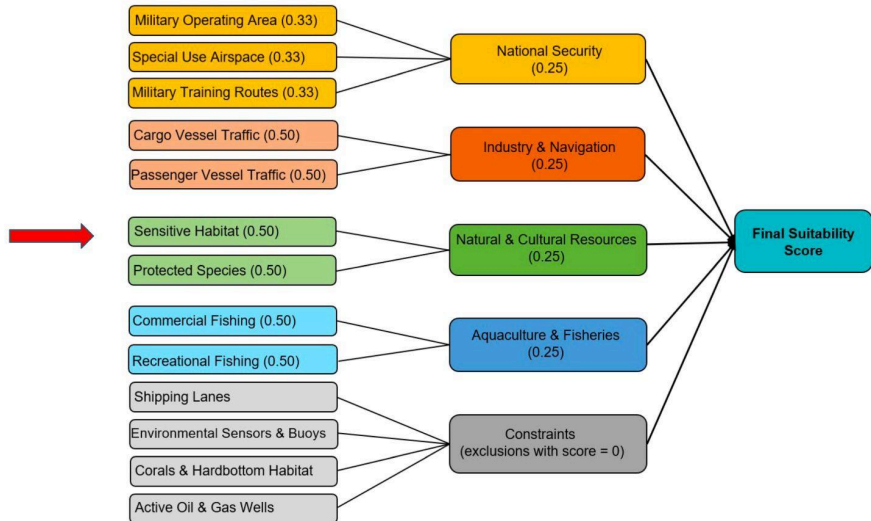 Military Operating Area (0.33)
Special Use Airspace (0.33)
Military Training Routes (0.33)
National Security
(0.25)
Cargo Vessel Traffic (0.50)
Passenger Vessel Traffic (0.50)
Industry & Navigation
(0.25)
Sensitive Habitat (0.50)
Protected Species (0.50)
Natural & Cultural Resources
(0.25)
Final Suitability
Score
Commercial Fishing (0.50)
Recreational Fishing (0.50)
Aquaculture & Fisheries
(0.25)
Shipping Lanes
Environmental Sensors & Buoys
Corals & Hardbottom Habitat
Active Oil & Gas Wells
Constraints
(exclusions with score = 0)